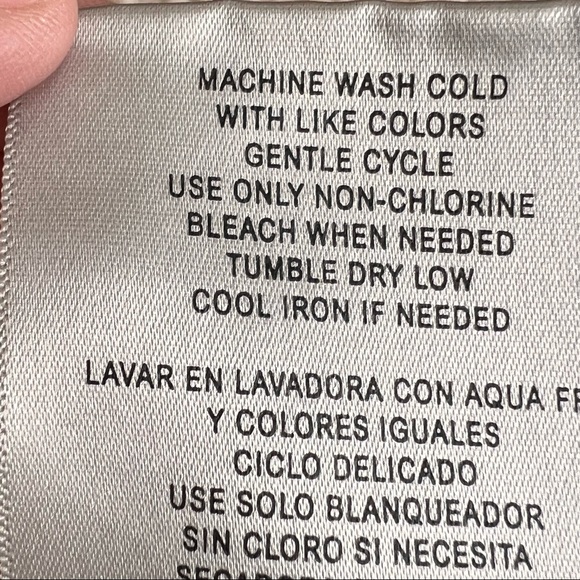 MACHINE WASH COLD
WITH LIKE COLORS
GENTLE CYCLE
USE ONLY NON-CHLORINE
BLEACH WHEN NEEDED
TUMBLE DRY LOW
COOL IRON IF NEEDED
LAVAR EN LAVADORA CON AQUA
Y COLORES IGUALES
CICLO DELICADO
USE SOLO BLANQUEADOR
SIN CLORO SI NECESITA